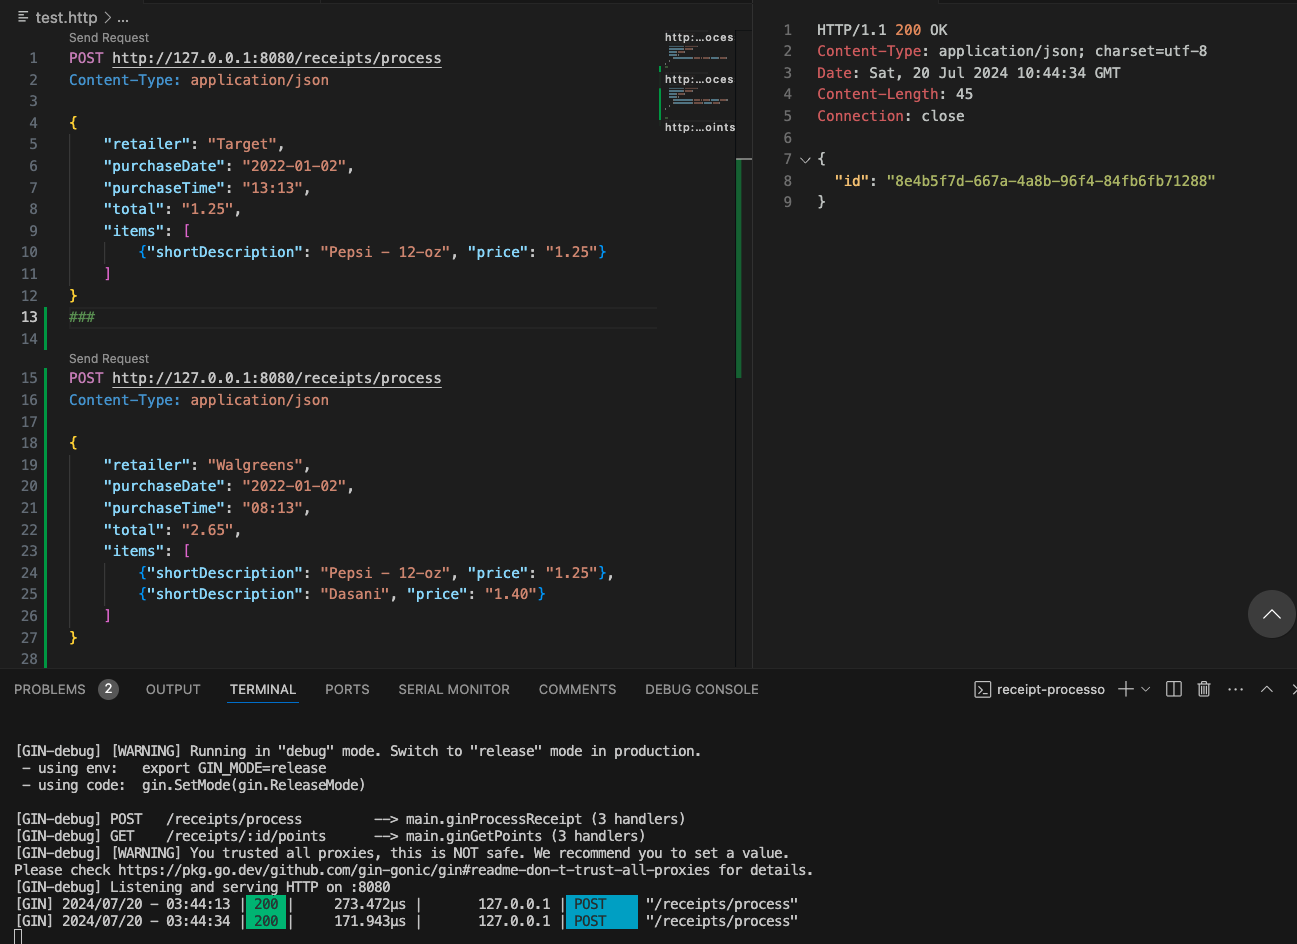 test.http > ...
Send Request
1 POST http://127.0.0.1:8080/receipts/process
2 Content-Type: application/json
3
4 {
5 "retailer": "Target",
6 "purchaseDate": "2022-01-02",
7 "purchaseTime": "13:13",
8 "total": "1.25",
9 "items": [
10 {"shortDescription": "Pepsi - 12-oz", "price": "1.25"}
11 ]
12 }
13 ###
14
Send Request
15 POST http://127.0.0.1:8080/receipts/process
16 Content-Type: application/json
17
18 {
19 "retailer": "Walgreens",
20 "purchaseDate": "2022-01-02",
21 "purchaseTime": "08:13",
22 "total": "2.65",
23 "items": [
24 {"shortDescription": "Pepsi - 12-oz", "price": "1.25"},
25 {"shortDescription": "Dasani", "price": "1.40"}
26 ]
27 }
28
http:...oces
http:...oces
http:...oints
1 HTTP/1.1 200 OK
2 Content-Type: application/json; charset=utf-8
3 Date: Sat, 20 Jul 2024 10:44:34 GMT
4 Content-Length: 45
5 Connection: close
6
7 {
8 "id": "8e4b5f7d-667a-4a8b-96f4-84fb6fb71288"
9 }
PROBLEMS 2 OUTPUT TERMINAL PORTS SERIAL MONITOR COMMENTS DEBUG CONSOLE receipt-processo
[GIN-debug] [WARNING] Running in "debug" mode. Switch to "release" mode in production.
- using env: export GIN_MODE=release
- using code: gin.SetMode(gin.ReleaseMode)
[GIN-debug] POST /receipts/process --> main.ginProcessReceipt (3 handlers)
[GIN-debug] GET /receipts/:id/points --> main.ginGetPoints (3 handlers)
[GIN-debug] [WARNING] You trusted all proxies, this is NOT safe. We recommend you to set a value.
Please check https://pkg.go.dev/github.com/gin-gonic/gin#readme-don-t-trust-all-proxies for details.
[GIN-debug] Listening and serving HTTP on :8080
[GIN] 2024/07/20 - 03:44:13 | 200 | 273.472µs | 127.0.0.1 | POST "/receipts/process"
[GIN] 2024/07/20 - 03:44:34 | 200 | 171.943µs | 127.0.0.1 | POST "/receipts/process"